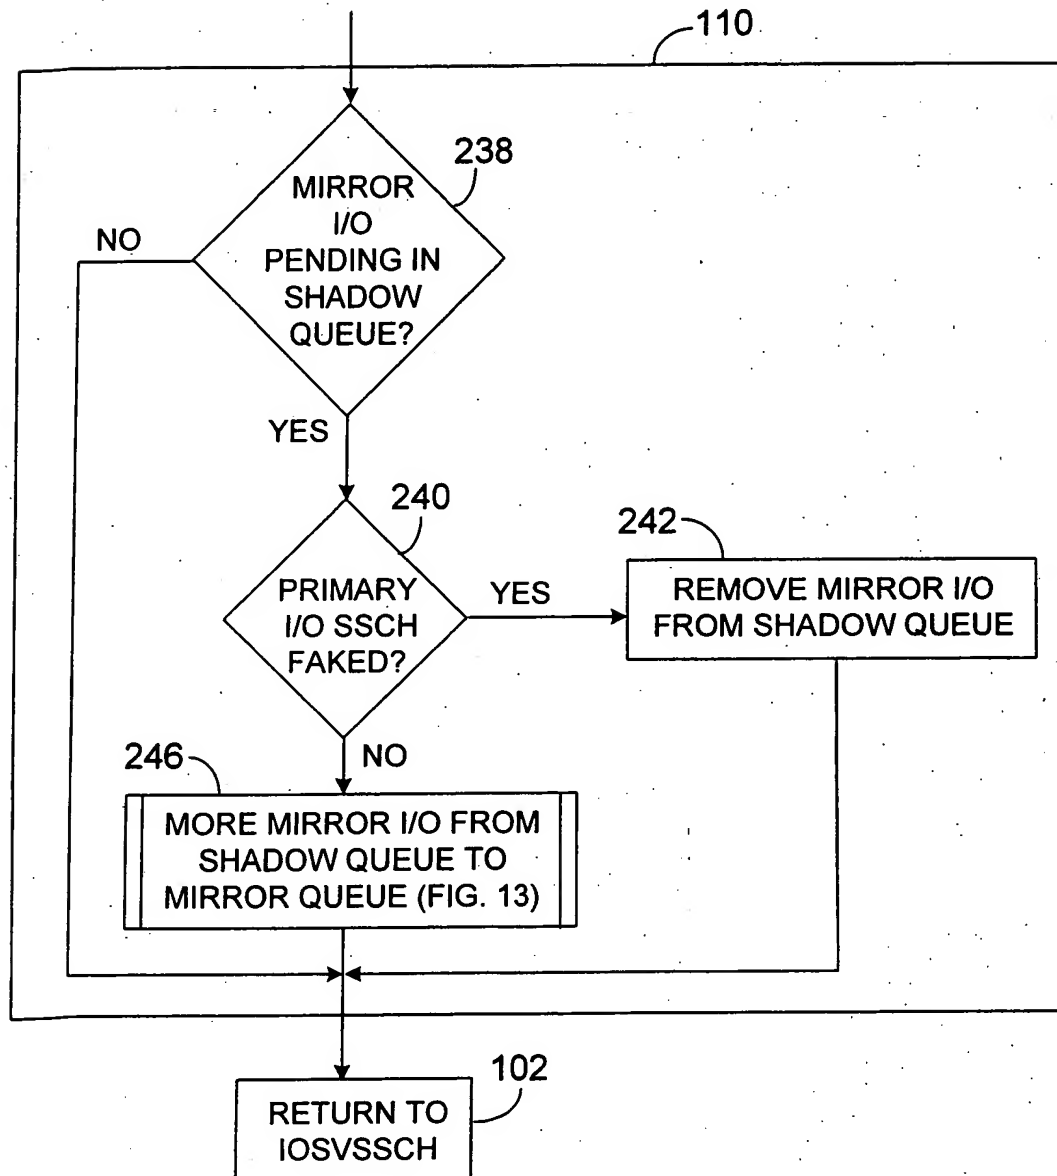 110
238
MIRROR
I/O
PENDING IN
SHADOW
QUEUE?
NO
YES
240
PRIMARY
I/O SSCH
FAKED?
YES
242
REMOVE MIRROR I/O
FROM SHADOW QUEUE
NO
246
MORE MIRROR I/O FROM
SHADOW QUEUE TO
MIRROR QUEUE (FIG. 13)
102
RETURN TO
IOSVSSCH